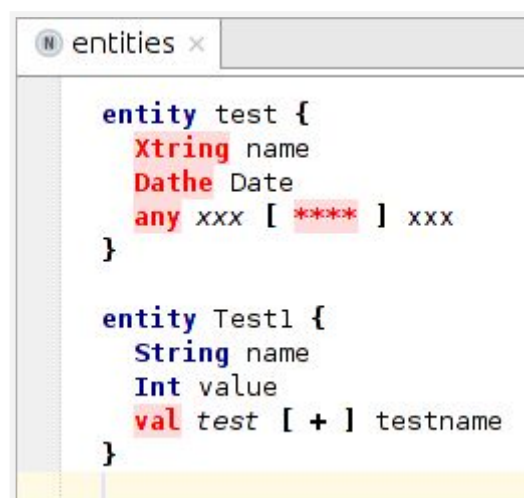 N entities ×
entity test {
Xtring name
Dathe Date
any xxx [ **** ] xxx
}
entity Test1 {
String name
Int value
val test [ + ] testname
}